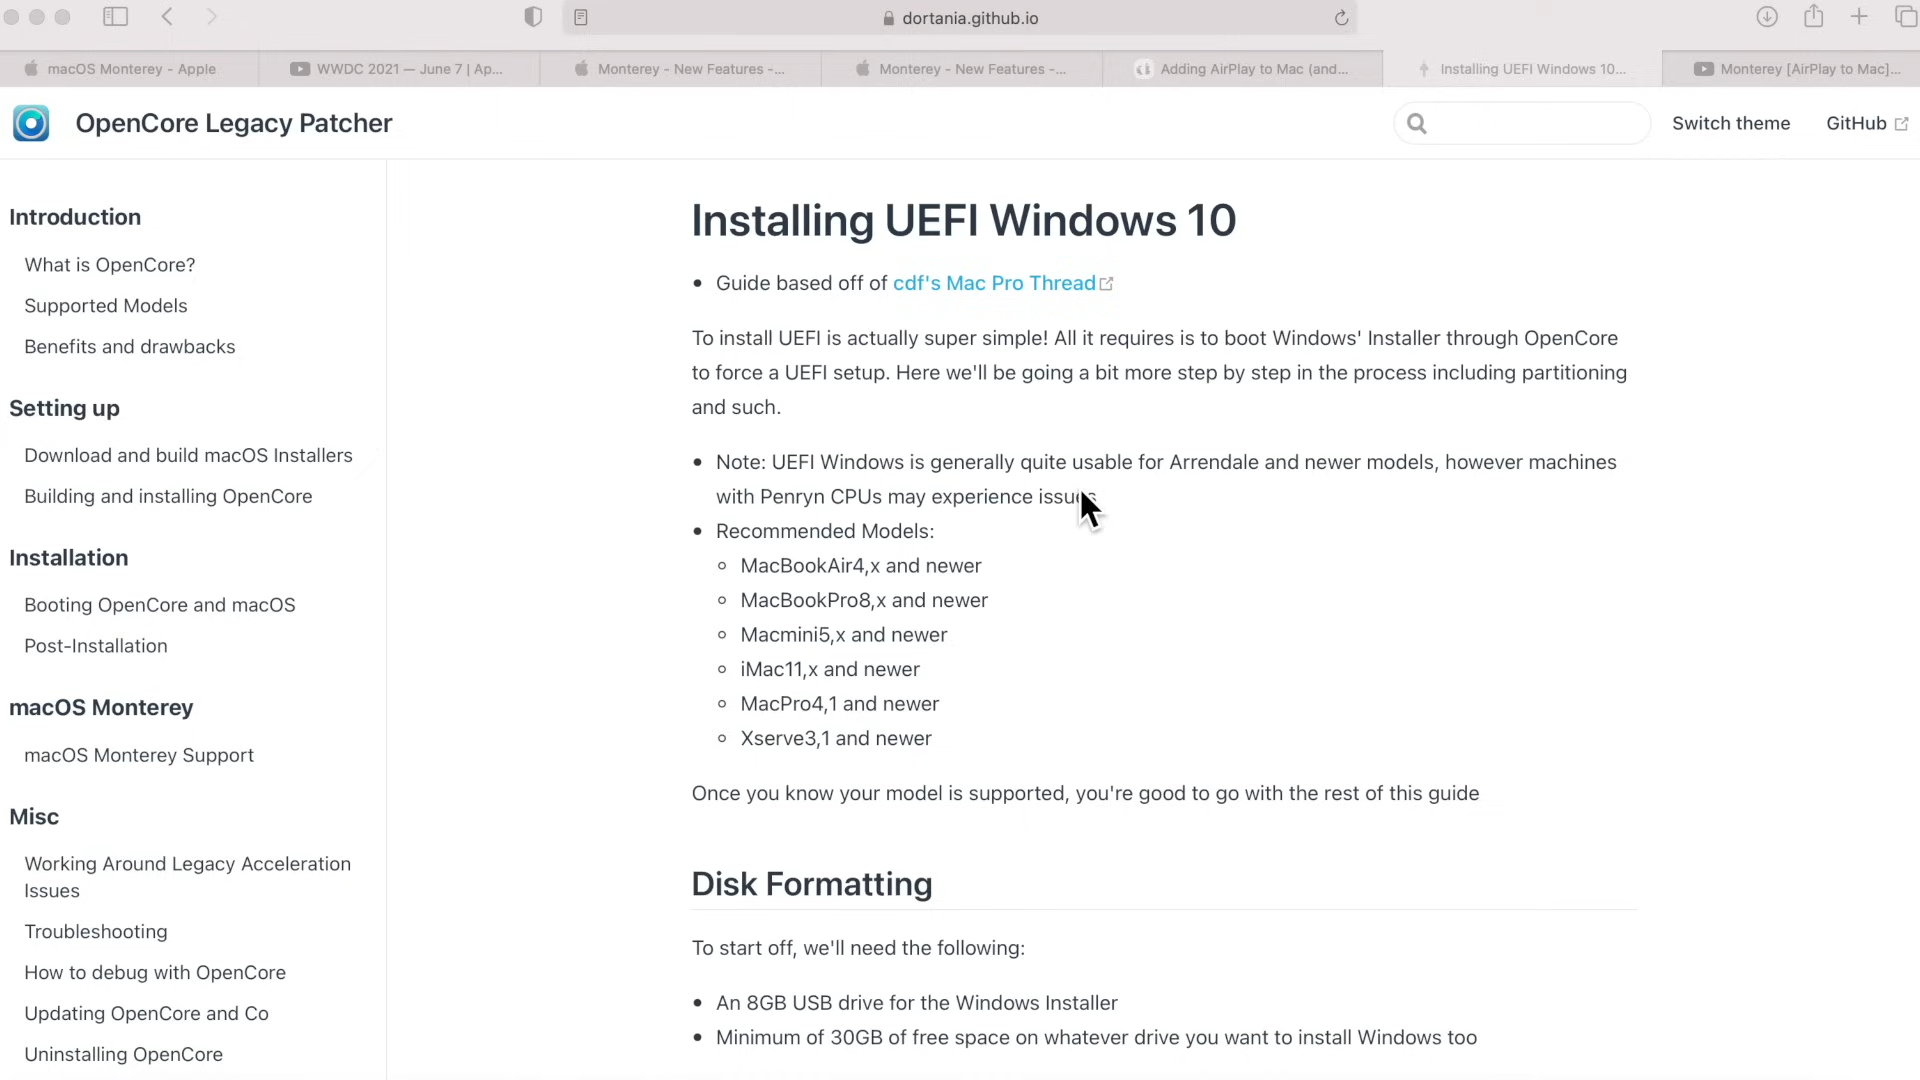 dortania.github.io
macOS Monterey - Apple
WWDC 2021 — June 7 | Ap...
Monterey - New Features -...
Monterey - New Features -...
Adding AirPlay to Mac (and...
Installing UEFI Windows 10...
Monterey [AirPlay to Mac]...
OpenCore Legacy Patcher
Switch theme
GitHub
Introduction
What is OpenCore?
Supported Models
Benefits and drawbacks
Setting up
Download and build macOS Installers
Building and installing OpenCore
Installation
Booting OpenCore and macOS
Post-Installation
macOS Monterey
macOS Monterey Support
Misc
Working Around Legacy Acceleration
Issues
Troubleshooting
How to debug with OpenCore
Updating OpenCore and Co
Uninstalling OpenCore
Installing UEFI Windows 10
• Guide based off of cdf's Mac Pro Thread
To install UEFI is actually super simple! All it requires is to boot Windows' Installer through OpenCore
to force a UEFI setup. Here we'll be going a bit more step by step in the process including partitioning
and such.
• Note: UEFI Windows is generally quite usable for Arrendale and newer models, however machines
with Penryn CPUs may experience issues
• Recommended Models:
◦ MacBookAir4,x and newer
◦ MacBookPro8,x and newer
◦ Macmini5,x and newer
◦ iMac11,x and newer
◦ MacPro4,1 and newer
◦ Xserve3,1 and newer
Once you know your model is supported, you're good to go with the rest of this guide
Disk Formatting
To start off, we'll need the following:
• An 8GB USB drive for the Windows Installer
• Minimum of 30GB of free space on whatever drive you want to install Windows too